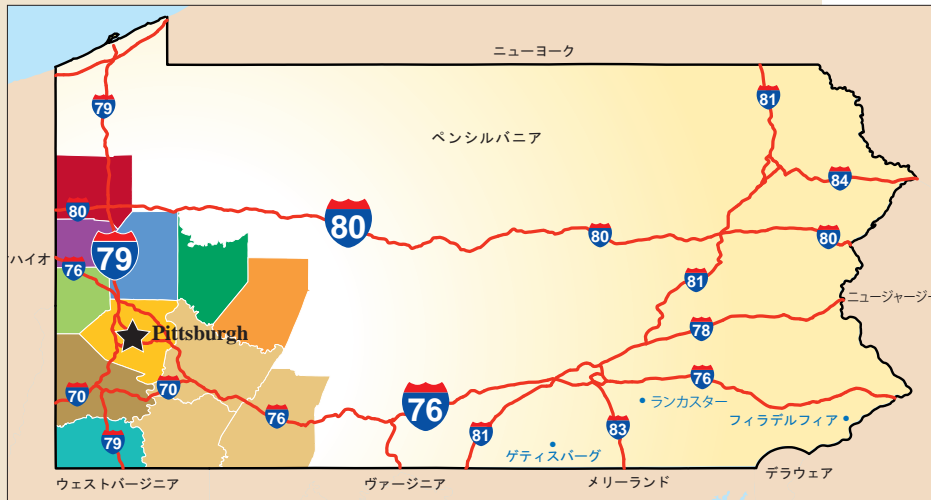 ニューヨーク
79
81
ペンシルバニア
84
80
80
80
80
79
ハイオ
76
81
ニュージャージー
Pittsburgh
78
70
70
76
76
76
ランカスター
フィラデルフィア
81
83
79
ゲティスバーグ
デラウェア
ウェストバージニア
ヴァージニア
メリーランド